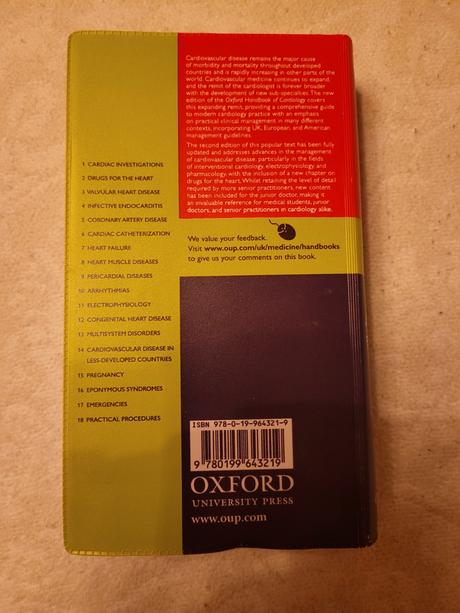 Cardiovascular disease remains the major cause
of morbidity and mortality throughout developed
countries and is rapidly increasing in other parts of the
world. Cardiovascular medicine continues to expand,
and the remit of the cardiologist is forever broader
with the development of new sub-specialties. The new
edition of the Oxford Handbook of Cardiology covers
this expanding remit, providing a comprehensive guide
to modern cardiology practice with an emphasis
on practical clinical management in many different
contexts, incorporating UK, European, and American
management guidelines.
The second edition of this popular text has been fully
updated and addresses advances in the management
of cardiovascular disease, particularly in the fields
of interventional cardiology, electrophysiology, and
pharmacology, with the inclusion of a new chapter on
drugs for the heart. Whilst retaining the level of detail
required by more senior practitioners, new content
has been included for the junior doctor, making it
an invaluable reference for medical students, junior
doctors, and senior practitioners in cardiology alike.
1 CARDIAC INVESTIGATIONS
2 DRUGS FOR THE HEART
3 VALVULAR HEART DISEASE
4 INFECTIVE ENDOCARDITIS
5 CORONARY ARTERY DISEASE
6 CARDIAC CATHETERIZATION
7 HEART FAILURE
8 HEART MUSCLE DISEASES
9 PERICARDIAL DISEASES
10 ARRHYTHMIAS
11 ELECTROPHYSIOLOGY
12 CONGENITAL HEART DISEASE
13 MULTISYSTEM DISORDERS
14 CARDIOVASCULAR DISEASE IN
LESS-DEVELOPED COUNTRIES
15 PREGNANCY
16 EPONYMOUS SYNDROMES
17 EMERGENCIES
18 PRACTICAL PROCEDURES
We value your feedback.
Visit www.oup.com/uk/medicine/handbooks
to give us your comments on this book.
ISBN 978-0-19-964321-9
9 780199 643219
OXFORD
UNIVERSITY PRESS
www.oup.com